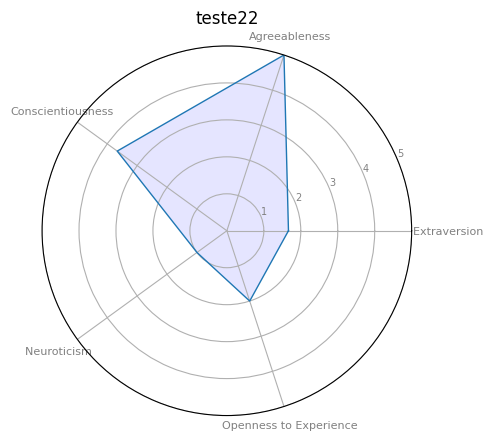 teste22
Agreeableness
Conscientiousness
5
4
3
2
1
Extraversion
Neuroticism
Openness to Experience